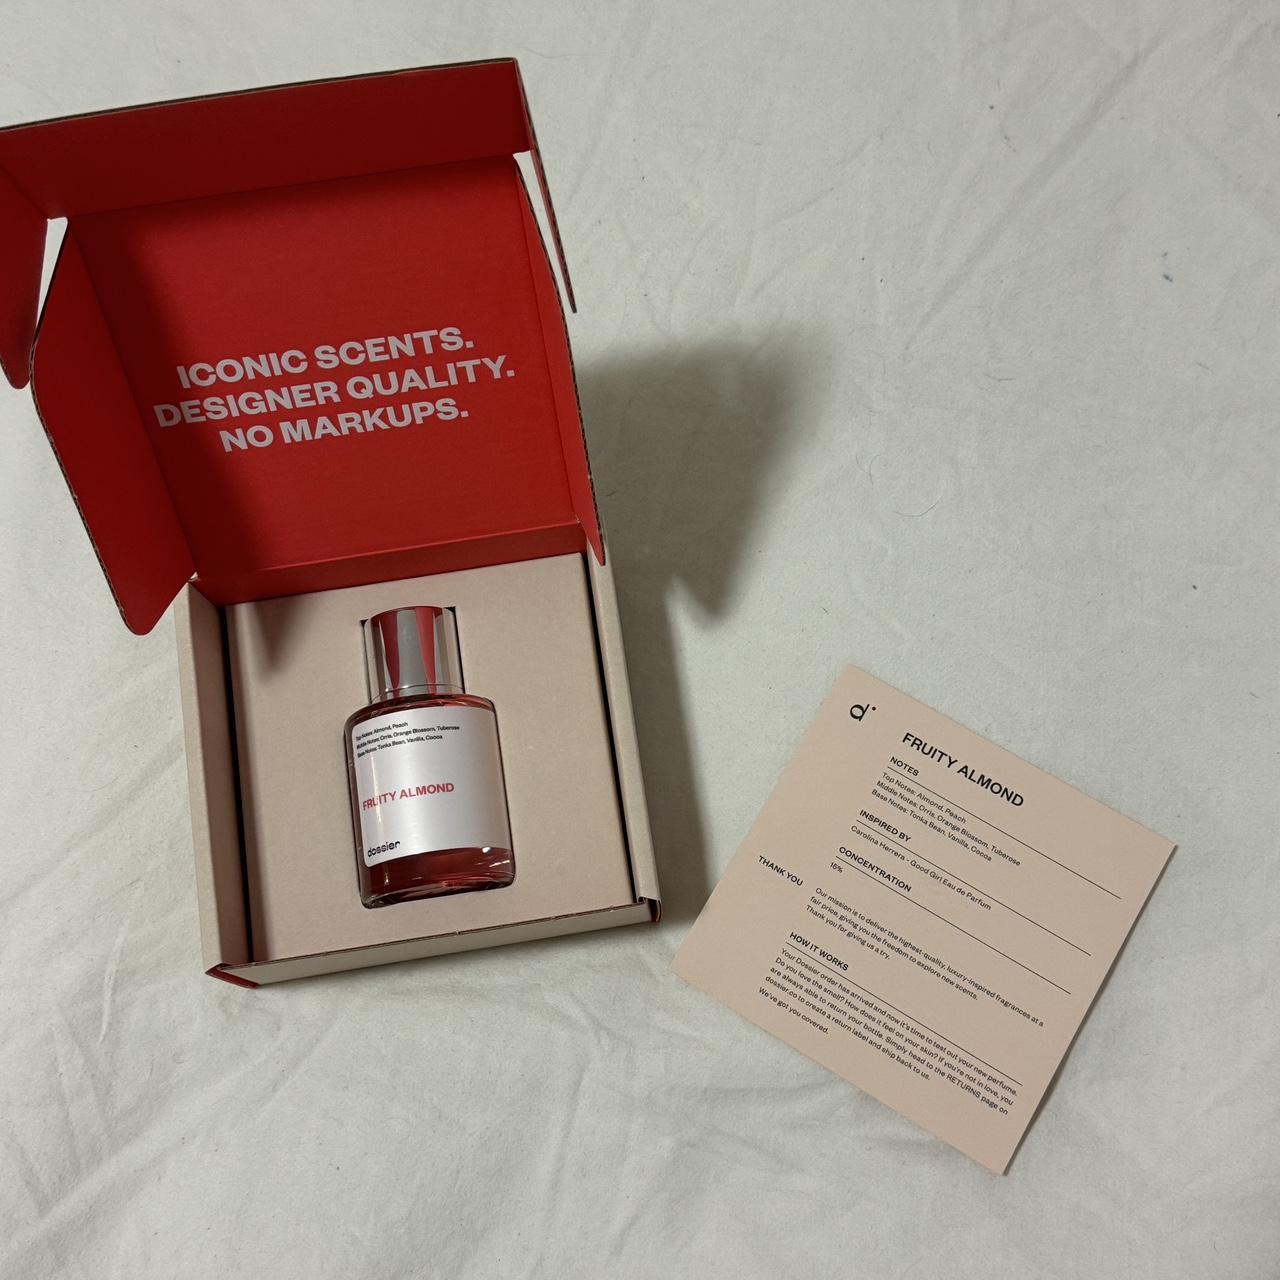 ICONIC SCENTS.
DESIGNER QUALITY.
NO MARKUPS.
Top Notes: Almond, Peach
Middle Notes: Orris, Orange Blossom, Tuberose
Base Notes: Tonka Bean, Vanilla, Cocoa
FRUITY ALMOND
dossier
d
FRUITY ALMOND
NOTES
Top Notes: Almond, Peach
Middle Notes: Orris, Orange Blossom, Tuberose
Base Notes: Tonka Bean, Vanilla, Cocoa
INSPIRED BY
Carolina Herrera - Good Girl Eau de Parfum
CONCENTRATION
16%
THANK YOU
Our mission is to deliver the highest-quality, luxury-inspired fragrances at a
fair price, giving you the freedom to explore new scents.
Thank you for giving us a try.
HOW IT WORKS
Your Dossier order has arrived and now it's time to test out your new perfume.
Do you love the smell? How does it feel on your skin? If you're not in love, you
are always able to return your bottle. Simply head to the RETURNS page on
dossier.co to create a return label and ship back to us.
We've got you covered.